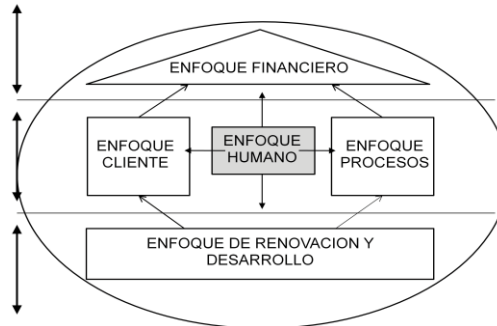 ENFOQUE FINANCIERO
ENFOQUE
CLIENTE
ENFOQUE
HUMANO
ENFOQUE
PROCESOS
ENFOQUE DE RENOVACION Y
DESARROLLO